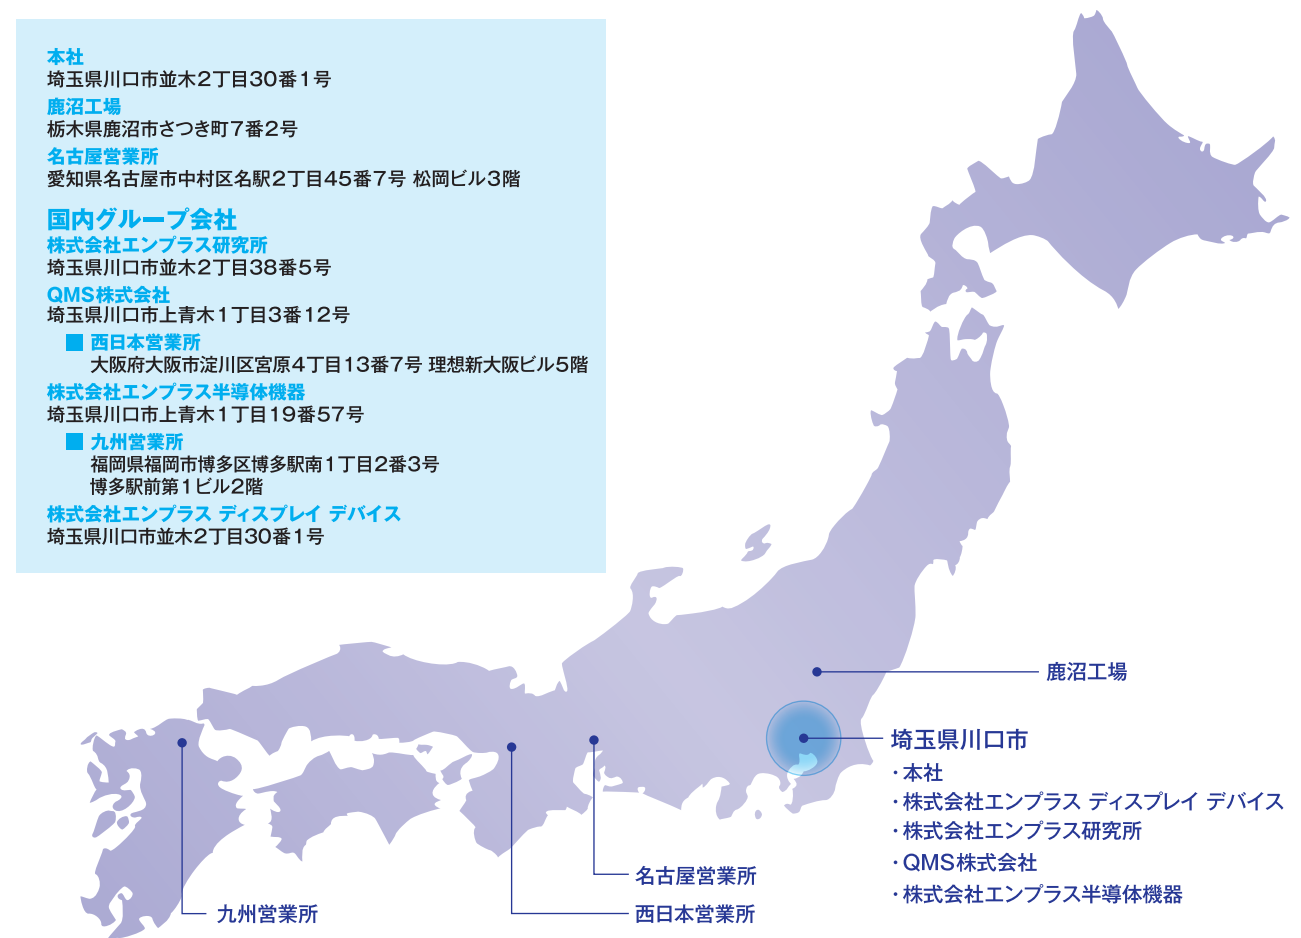 本社
埼玉県川口市並木2丁目30番1号
鹿沼工場
栃木県鹿沼市さつき町7番2号
名古屋営業所
愛知県名古屋市中村区名駅2丁目45番7号 松岡ビル3階
国内グループ会社
株式会社エンプラス研究所
埼玉県川口市並木2丁目38番5号
QMS株式会社
埼玉県川口市上青木1丁目3番12号
■ 西日本営業所
大阪府大阪市淀川区宮原4丁目13番7号 理想新大阪ビル5階
株式会社エンプラス半導体機器
埼玉県川口市上青木1丁目19番57号
■ 九州営業所
福岡県福岡市博多区博多駅南1丁目2番3号
博多駅前第1ビル2階
株式会社エンプラス ディスプレイ デバイス
埼玉県川口市並木2丁目30番1号
鹿沼工場
埼玉県川口市
・本社
・株式会社エンプラス ディスプレイ デバイス
・株式会社エンプラス研究所
・QMS株式会社
・株式会社エンプラス半導体機器
名古屋営業所
西日本営業所
九州営業所